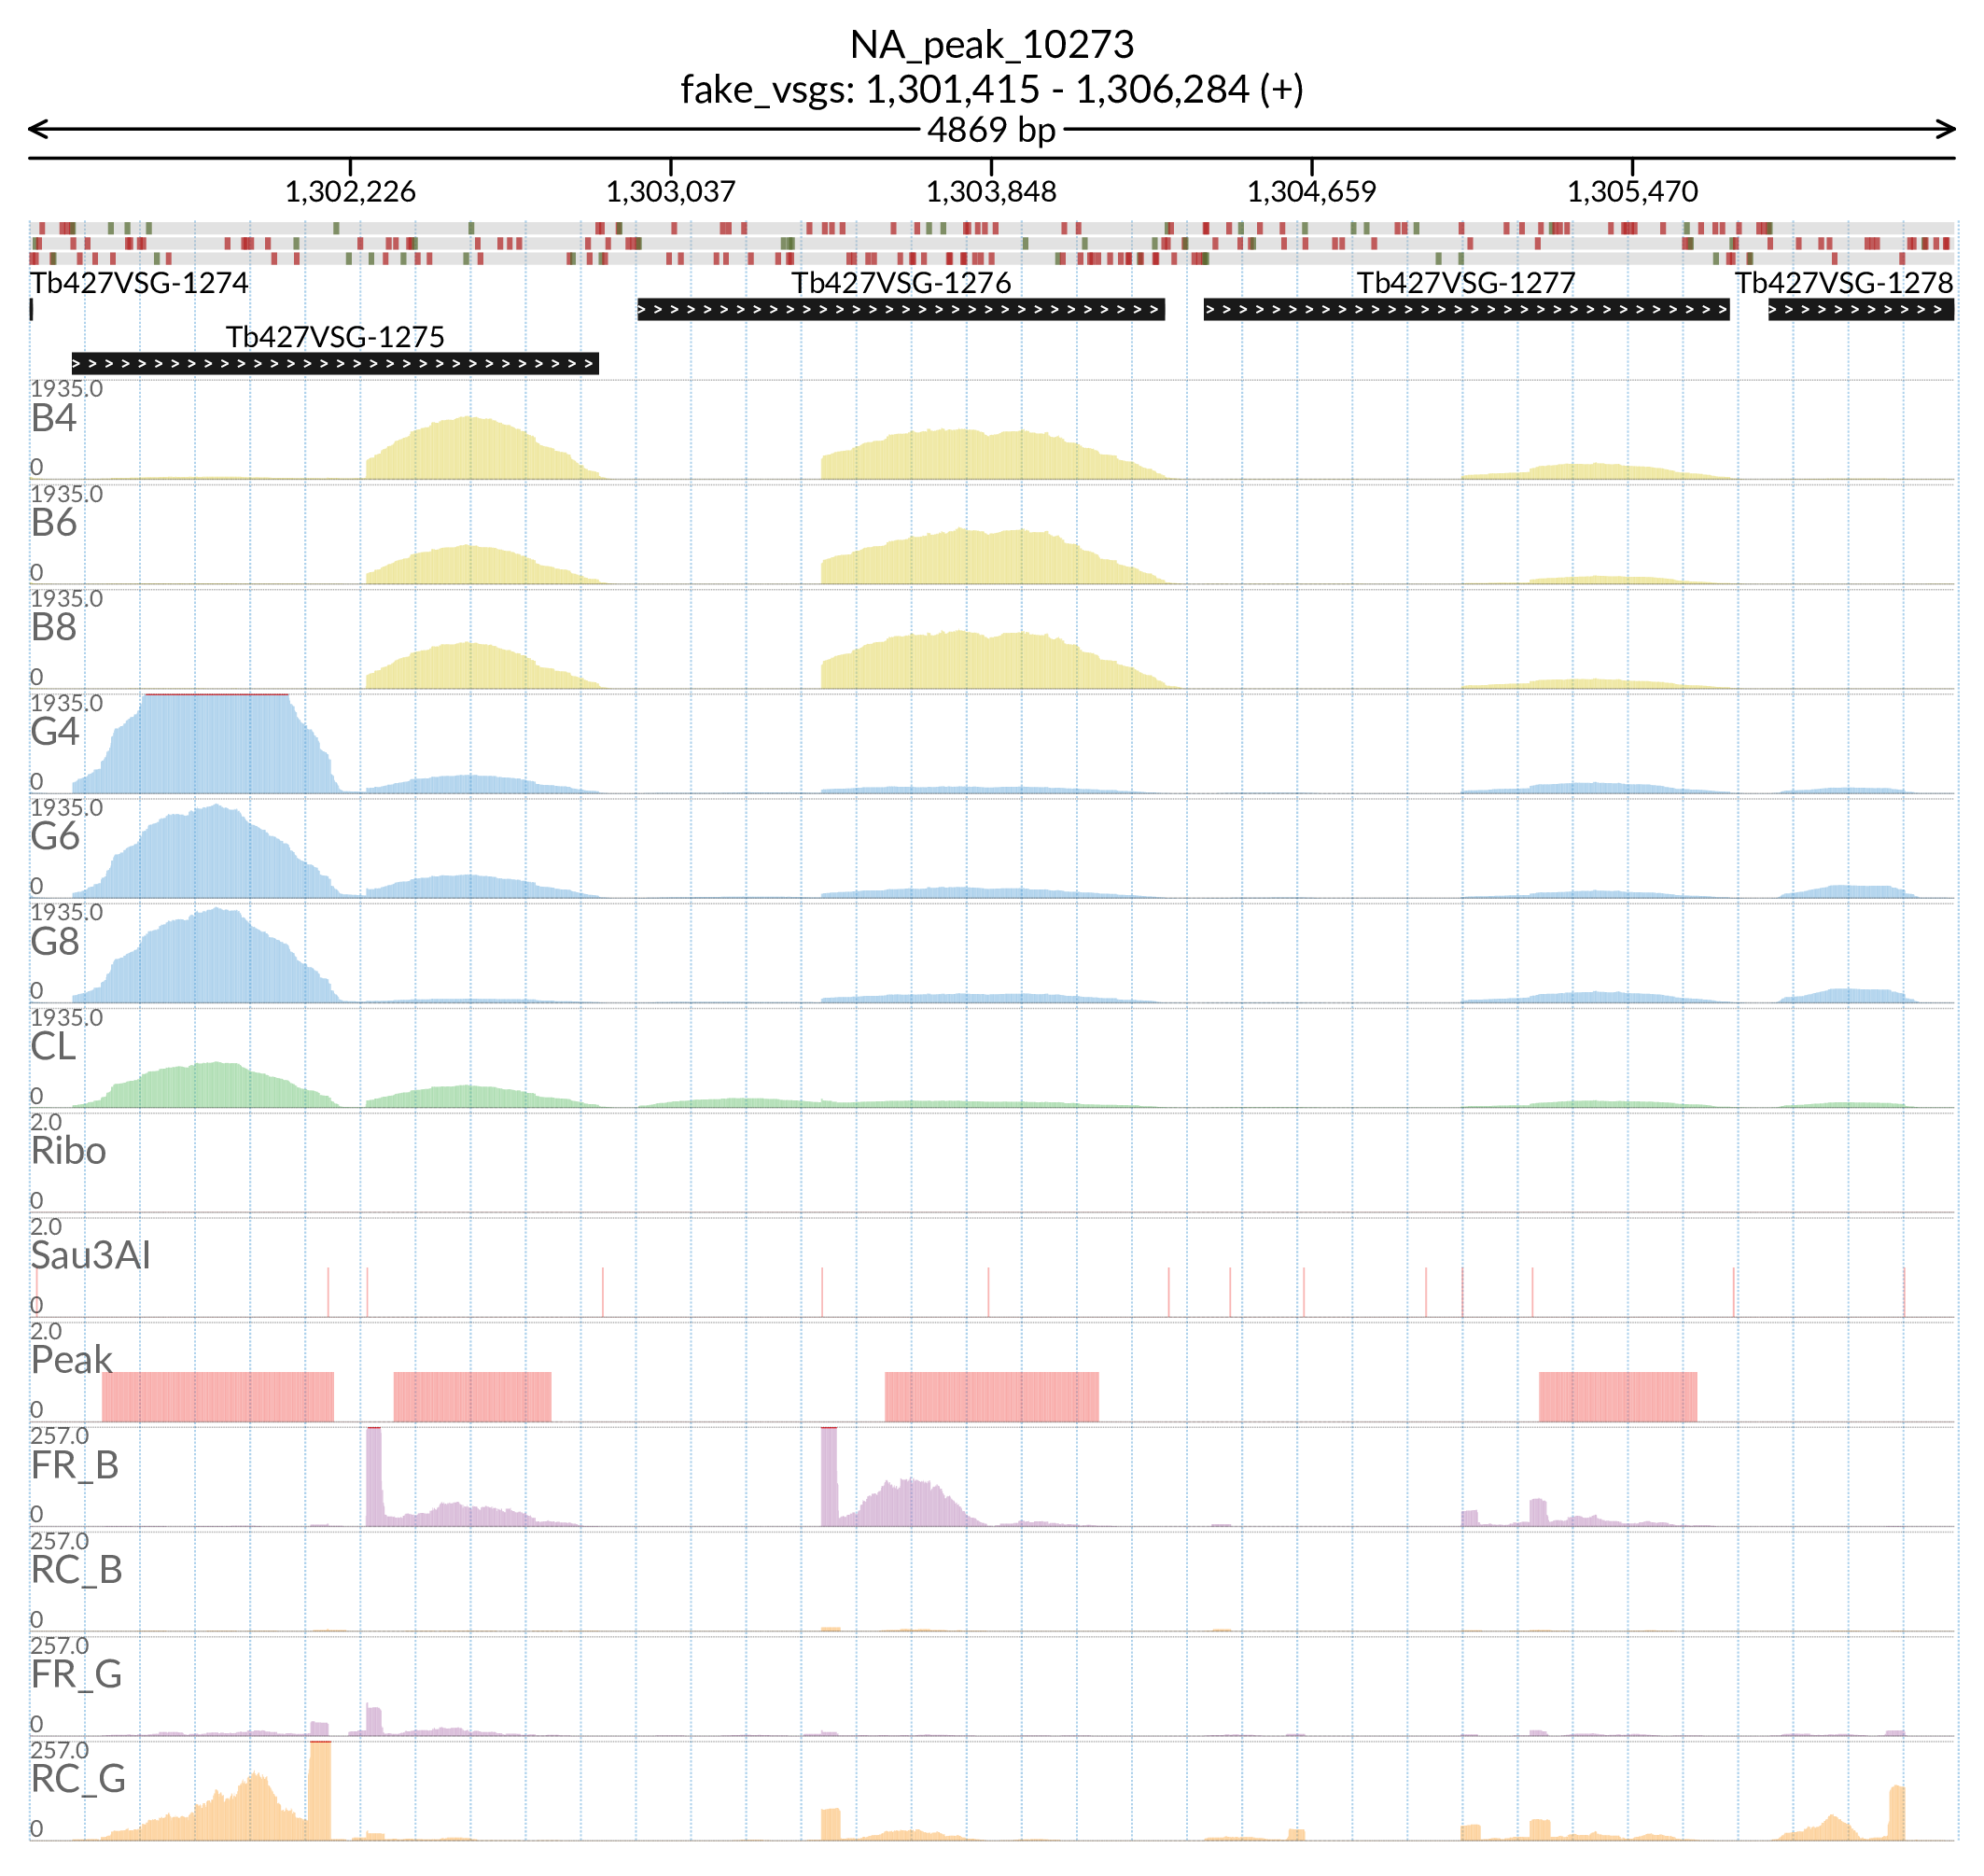 NA_peak_10273
fake_vsgs: 1,301,415 - 1,306,284 (+)
4869 bp
1,302,226 1,303,037 1,303,848 1,304,659 1,305,470
Tb427VSG-1274 Tb427VSG-1276 Tb427VSG-1277 Tb427VSG-1278
Tb427VSG-1275
1935.0
B4
0
1935.0
B6
0
1935.0
B8
0
1935.0
G4
0
1935.0
G6
0
1935.0
G8
0
1935.0
CL
0
2.0
Ribo
0
2.0
Sau3AI
0
2.0
Peak
0
257.0
FR_B
0
257.0
RC_B
0
257.0
FR_G
0
257.0
RC_G
0